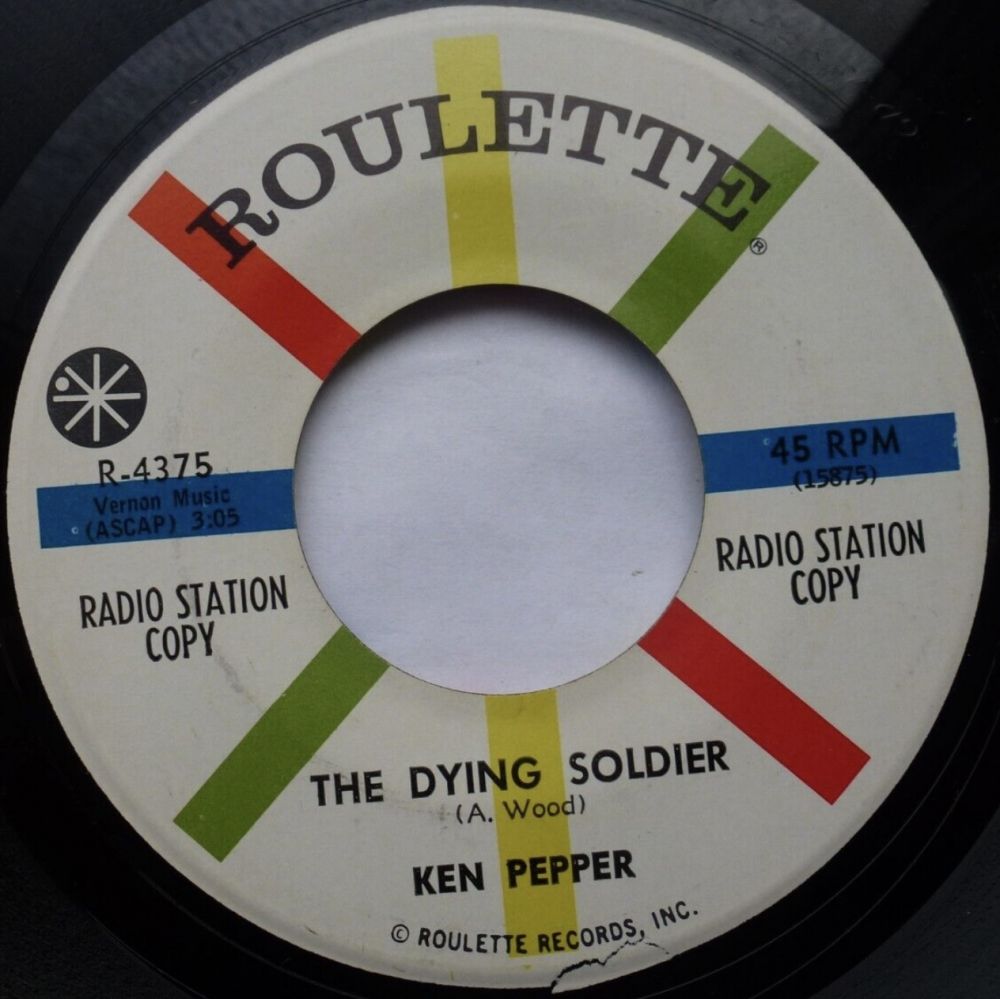 ROULETTE®
R-4375
Vernon Music
(ASCAP) 3:05
RADIO STATION
COPY
45 RPM
(15875)
RADIO STATION
COPY
THE DYING SOLDIER
(A. Wood)
KEN PEPPER
© ROULETTE RECORDS, INC.